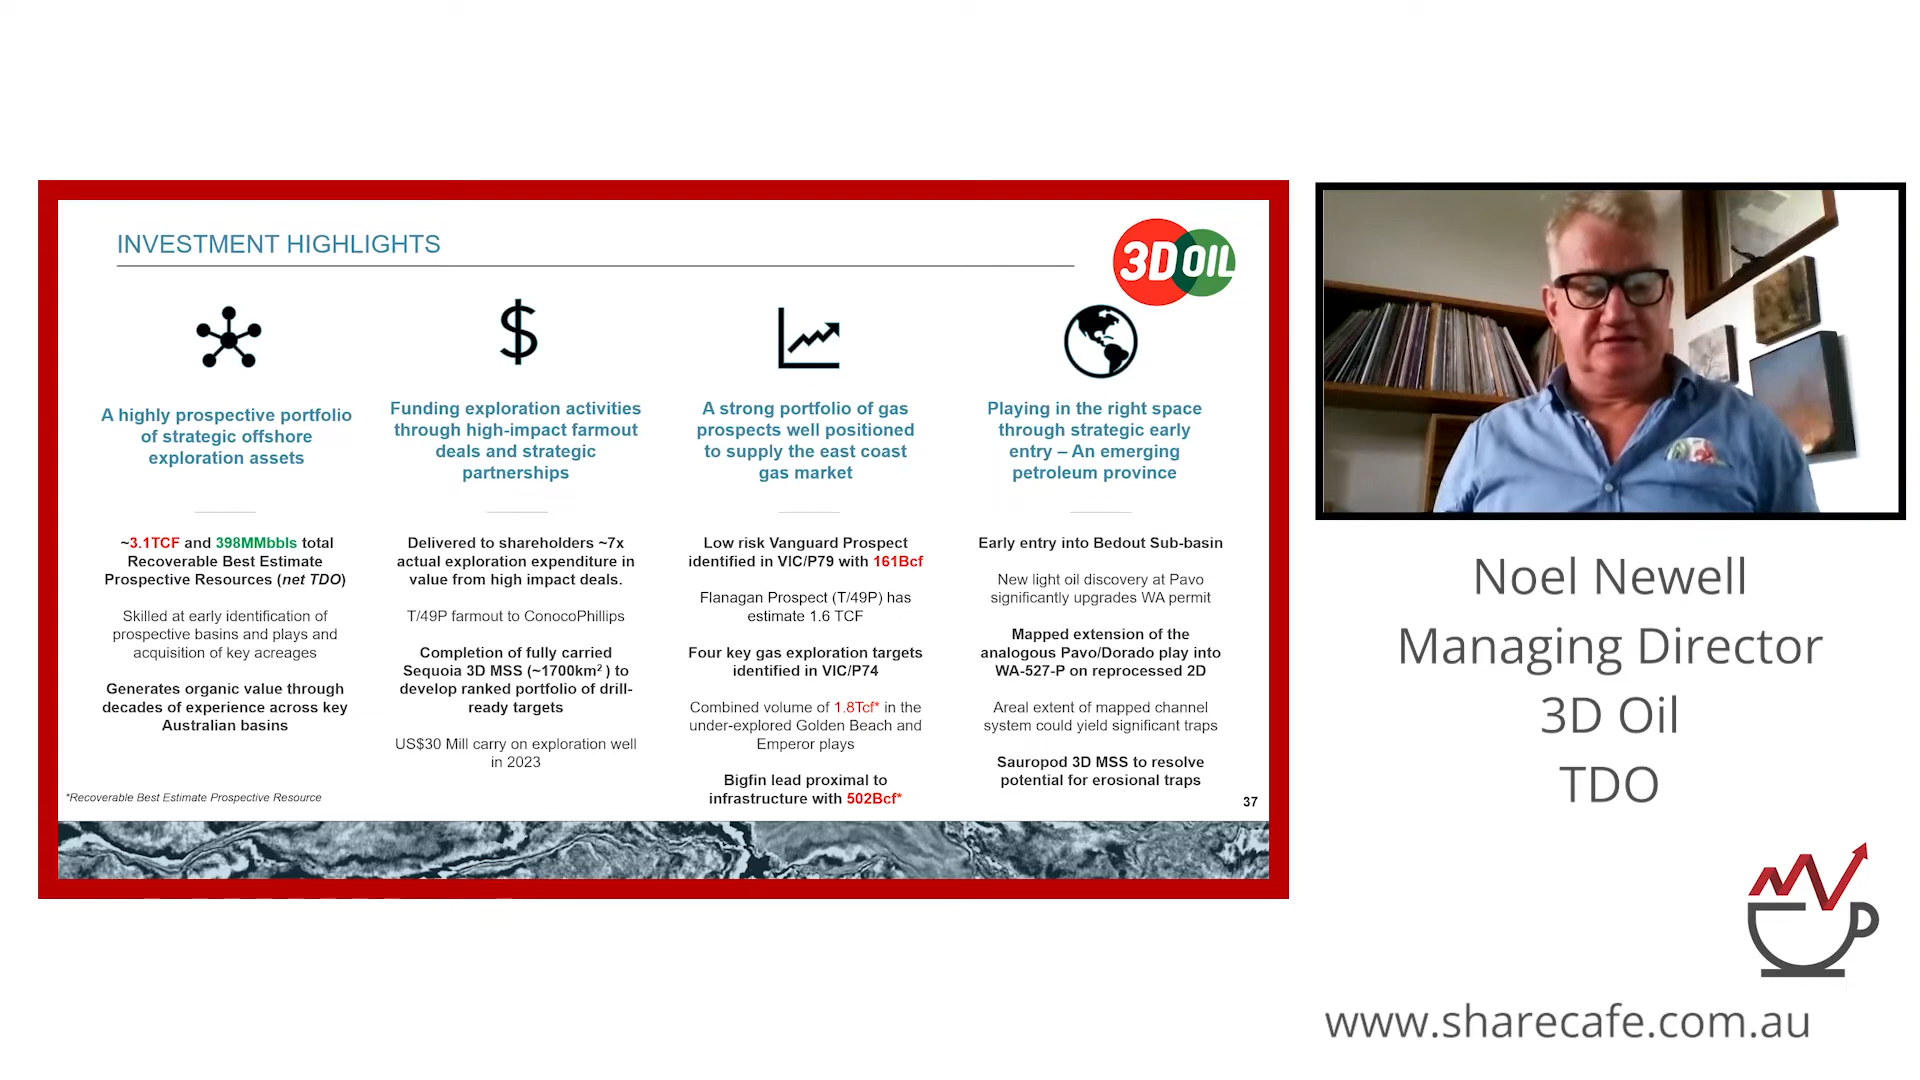 INVESTMENT HIGHLIGHTS
3D OIL
$
A highly prospective portfolio
of strategic offshore
exploration assets
~3.1TCF and 398MMbbls total
Recoverable Best Estimate
Prospective Resources (net TDO)
Skilled at early identification of
prospective basins and plays and
acquisition of key acreages
Generates organic value through
decades of experience across key
Australian basins
Funding exploration activities
through high-impact farmout
deals and strategic
partnerships
Delivered to shareholders ~7x
actual exploration expenditure in
value from high impact deals.
T/49P farmout to ConocoPhillips
Completion of fully carried
Sequoia 3D MSS (~1700km² ) to
develop ranked portfolio of drill-
ready targets
US$30 Mill carry on exploration well
in 2023
A strong portfolio of gas
prospects well positioned
to supply the east coast
gas market
Low risk Vanguard Prospect
identified in VIC/P79 with 161Bcf
Flanagan Prospect (T/49P) has
estimate 1.6 TCF
Four key gas exploration targets
identified in VIC/P74
Combined volume of 1.8Tcf* in the
under-explored Golden Beach and
Emperor plays
Bigfin lead proximal to
infrastructure with 502Bcf*
Playing in the right space
through strategic early
entry – An emerging
petroleum province
Early entry into Bedout Sub-basin
New light oil discovery at Pavo
significantly upgrades WA permit
Mapped extension of the
analogous Pavo/Dorado play into
WA-527-P on reprocessed 2D
Areal extent of mapped channel
system could yield significant traps
Sauropod 3D MSS to resolve
potential for erosional traps
*Recoverable Best Estimate Prospective Resource
37
Noel Newell
Managing Director
3D Oil
TDO
www.sharecafe.com.au